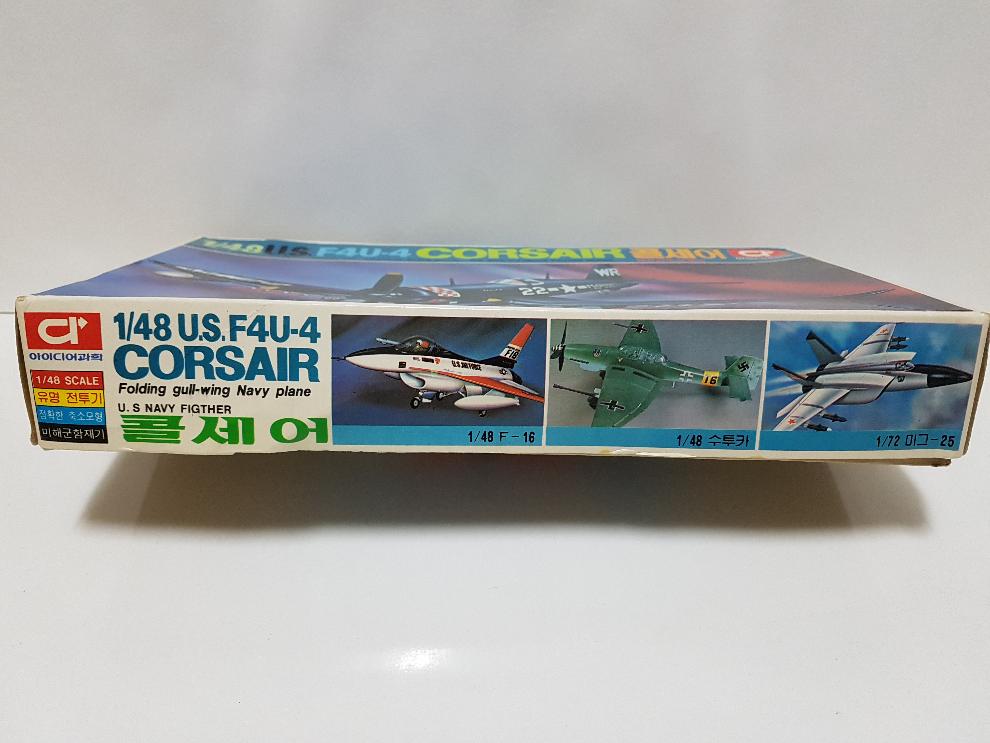 1/48 U.S. F4U-4 CORSAIR 콜세어
WR
22
아이디어과학
1/48 SCALE
유명 전투기
정확한 축소모형
미해군함재기
1/48 U.S. F4U-4
CORSAIR
Folding gull-wing Navy plane
U.S NAVY FIGTHER
콜세어
F16
U.S. AIR FORCE
1/48 F-16
16
1/48 수투카
1/72 미그-25